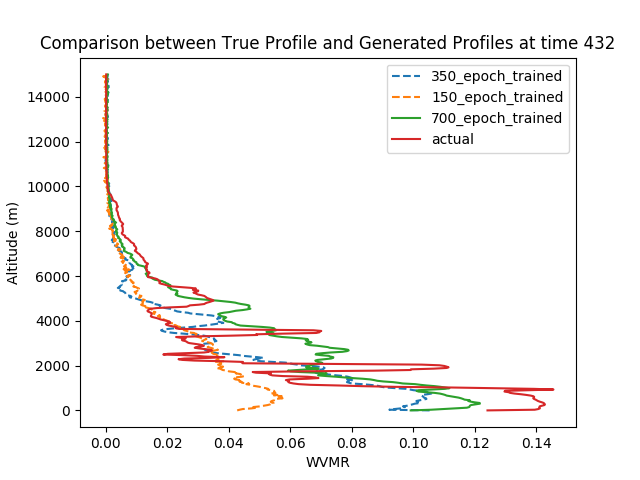 Comparison between True Profile and Generated Profiles at time 432
350_epoch_trained
150_epoch_trained
700_epoch_trained
actual
Altitude (m)
14000
12000
10000
8000
6000
4000
2000
0
0.00 0.02 0.04 0.06 0.08 0.10 0.12 0.14
WVMR